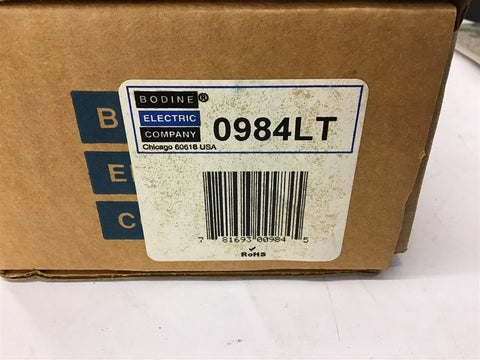 BODINE ®
ELECTRIC
COMPANY
Chicago 60618 USA
0984LT
B
E
C
7 81693 00984 5
✓
RoHS